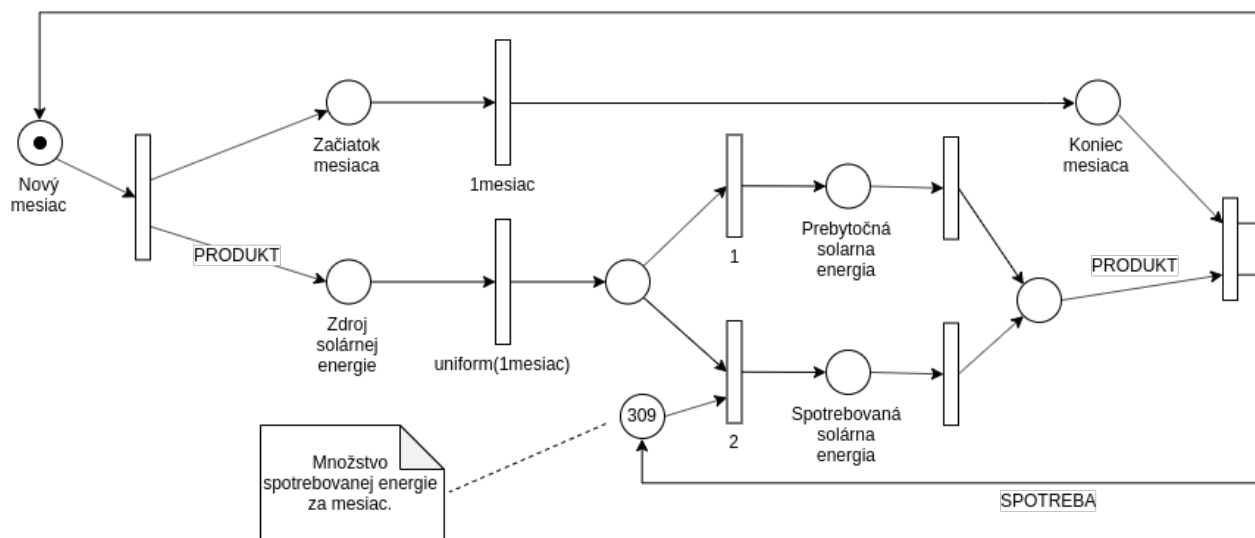 Nový
mesiac
PRODUKT
Začiatok
mesiaca
1mesiac
Zdroj
solárnej
energie
uniform(1mesiac)
1
Prebytočná
solarna
energia
2
Spotrebovaná
solárna
energia
309
Množstvo
spotrebovanej energie
za mesiac.
Koniec
mesiaca
PRODUKT
SPOTREBA